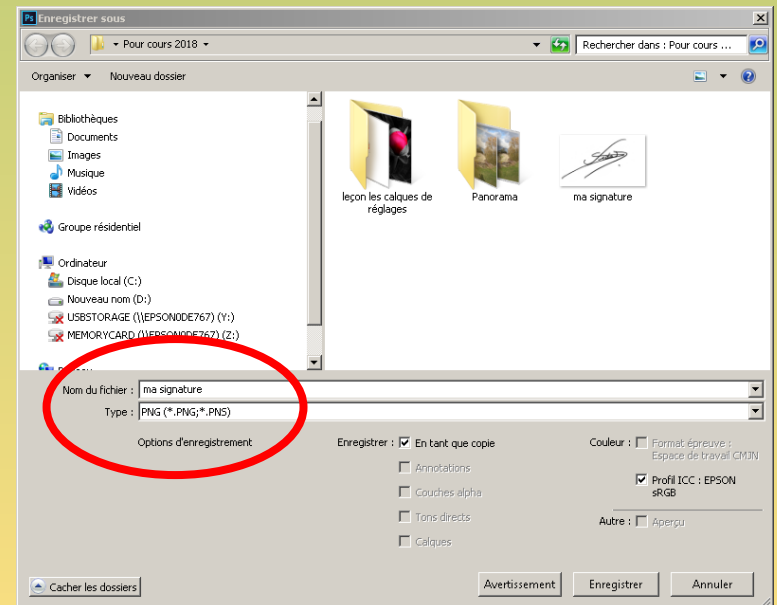 Ps Enregistrer sous
Pour cours 2018
Rechercher dans : Pour cours ...
Organiser
Nouveau dossier
Bibliothèques
Documents
Images
Musique
Vidéos
Groupe résidentiel
Ordinateur
Disque local (C:)
Nouveau nom (D:)
USBSTORAGE (\\EPSON0DE767) (Y:)
MEMORYCARD (\\EPSON0DE767) (Z:)
leçon les calques de
réglages
Panorama
ma signature
Nom du fichier : ma signature
Type : PNG (*.PNG;*.PNS)
Options d'enregistrement
Enregistrer : En tant que copie
Annotations
Couches alpha
Tons directs
Calques
Couleur : Format épreuve :
Espace de travail CMJN
Profil ICC : EPSON
sRGB
Autre : Aperçu
Cacher les dossiers
Avertissement
Enregistrer
Annuler